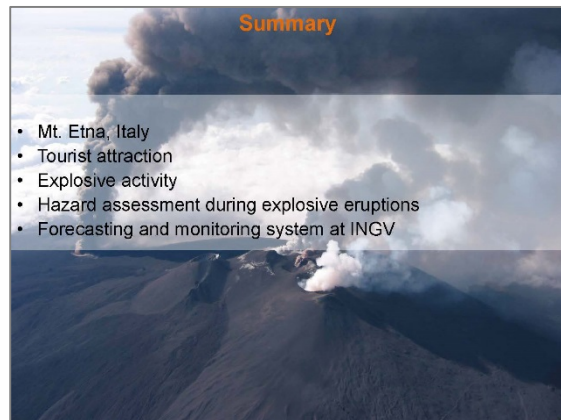 Summary
• Mt. Etna, Italy
• Tourist attraction
• Explosive activity
• Hazard assessment during explosive eruptions
• Forecasting and monitoring system at INGV